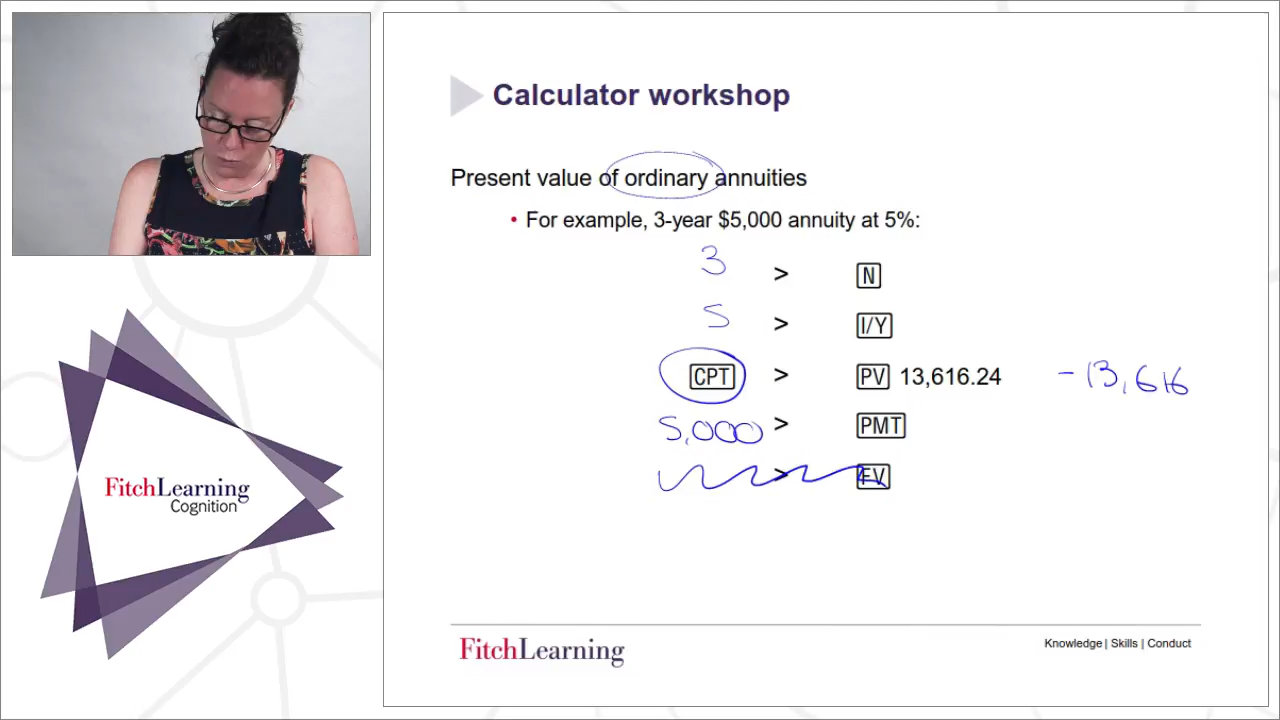 Calculator workshop
Present value of ordinary annuities
• For example, 3-year $5,000 annuity at 5%:
3 > N
5 > I/Y
CPT > PV 13,616.24 -13,616
5,000 > PMT
> FV
FitchLearning
Cognition
FitchLearning
Knowledge | Skills | Conduct